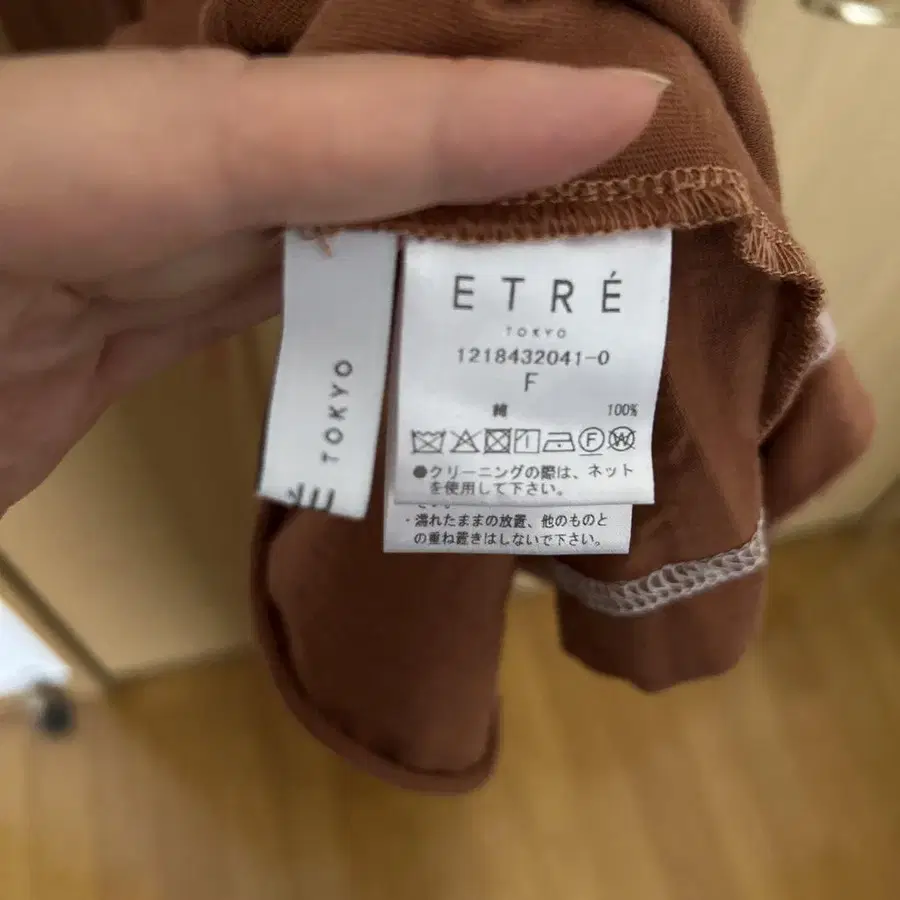 ETRÉ
TOKYO
1218432041-0
F
綿 100%
F W
●クリーニングの際は、ネット
を使用して下さい。
さい。
・濡れたままの放置、他のものと
の重ね置きはしないで下さい。
TOKYO